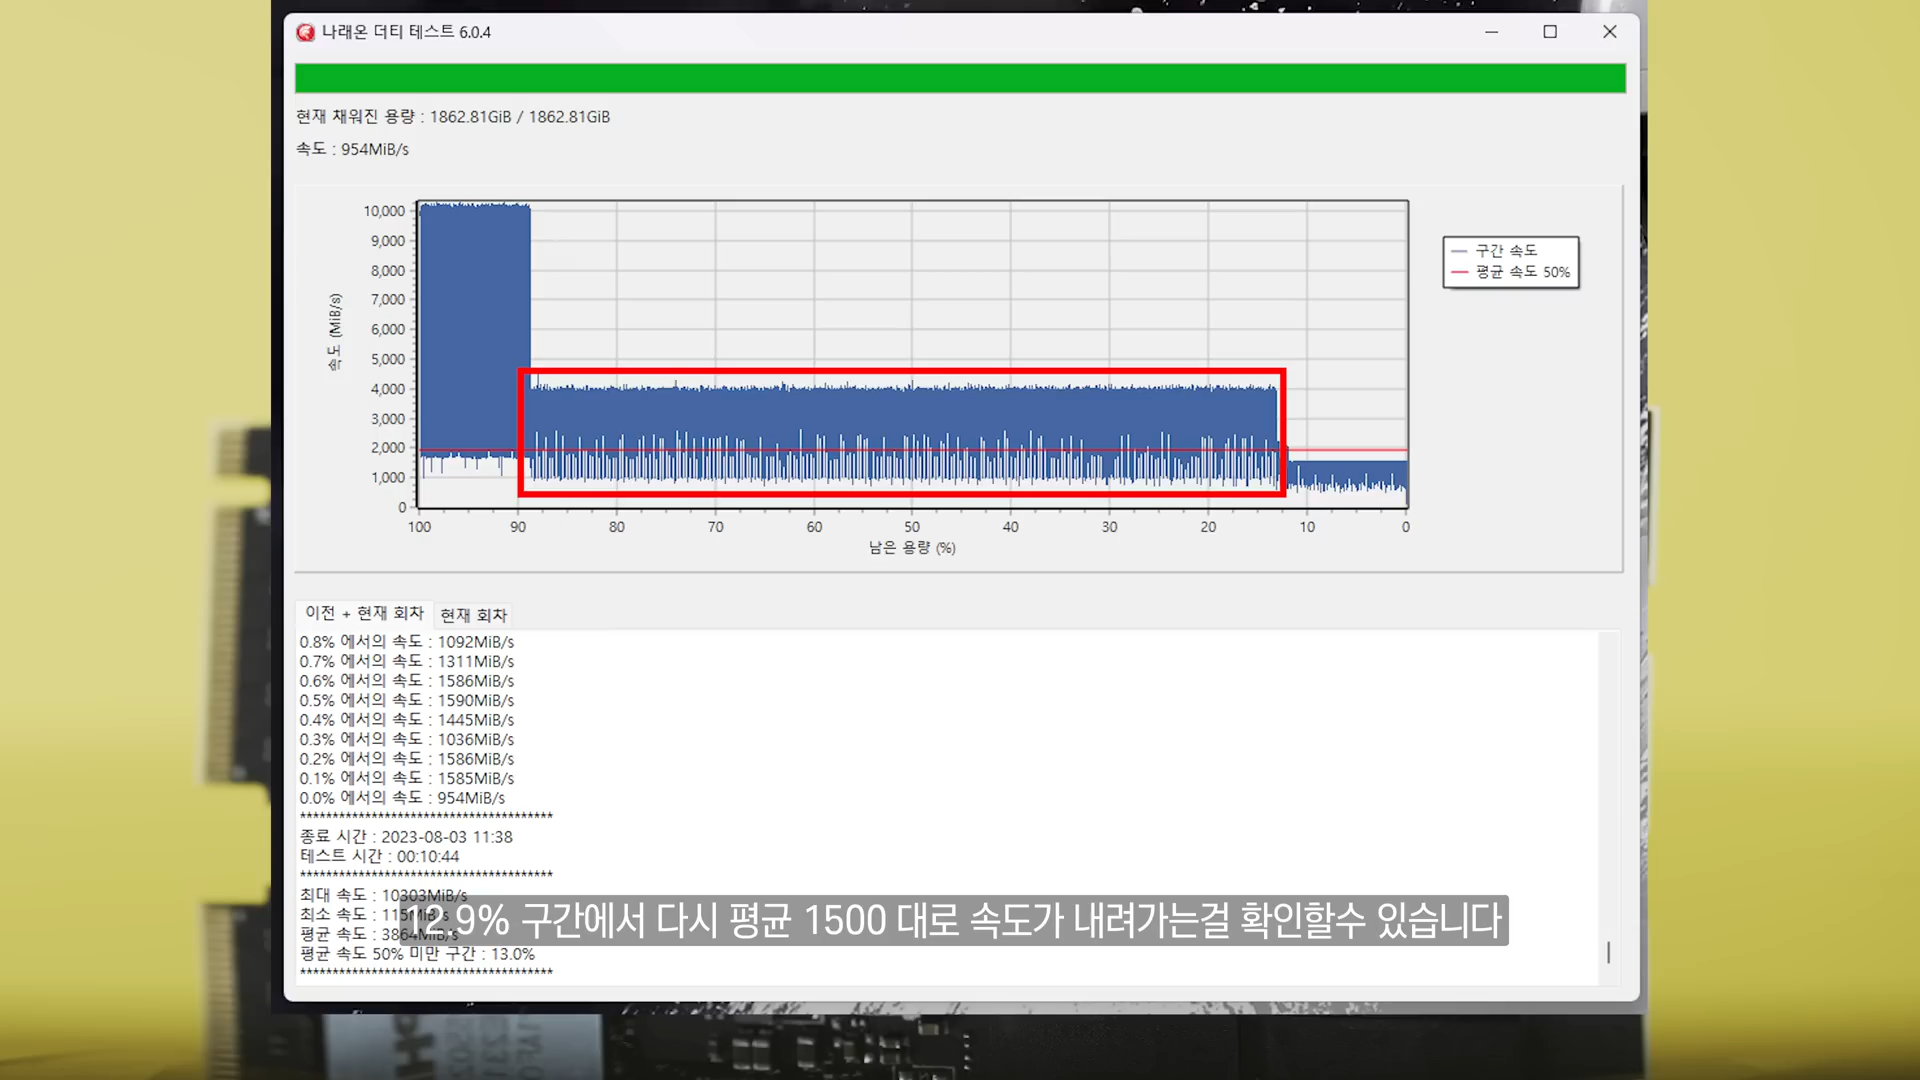 나래온 더티 테스트 6.0.4
현재 채워진 용량 : 1862.81GiB / 1862.81GiB
속도 : 954MiB/s
속도 (MiB/s)
10,000
9,000
8,000
7,000
6,000
5,000
4,000
3,000
2,000
1,000
0
100 90 80 70 60 50 40 30 20 10 0
남은 용량 (%)
구간 속도
평균 속도 50%
이전 + 현재 회차 현재 회차
0.8% 에서의 속도 : 1092MiB/s
0.7% 에서의 속도 : 1311MiB/s
0.6% 에서의 속도 : 1586MiB/s
0.5% 에서의 속도 : 1590MiB/s
0.4% 에서의 속도 : 1445MiB/s
0.3% 에서의 속도 : 1036MiB/s
0.2% 에서의 속도 : 1586MiB/s
0.1% 에서의 속도 : 1585MiB/s
0.0% 에서의 속도 : 954MiB/s
종료 시간 : 2023-08-03 11:38
테스트 시간 : 00:10:44
최대 속도 : 10303MiB/s
최소 속도 : 115MiB/s
평균 속도 : 3864MiB/s
평균 속도 50% 미만 구간 : 13.0%
12.9% 구간에서 다시 평균 1500 대로 속도가 내려가는걸 확인할수 있습니다